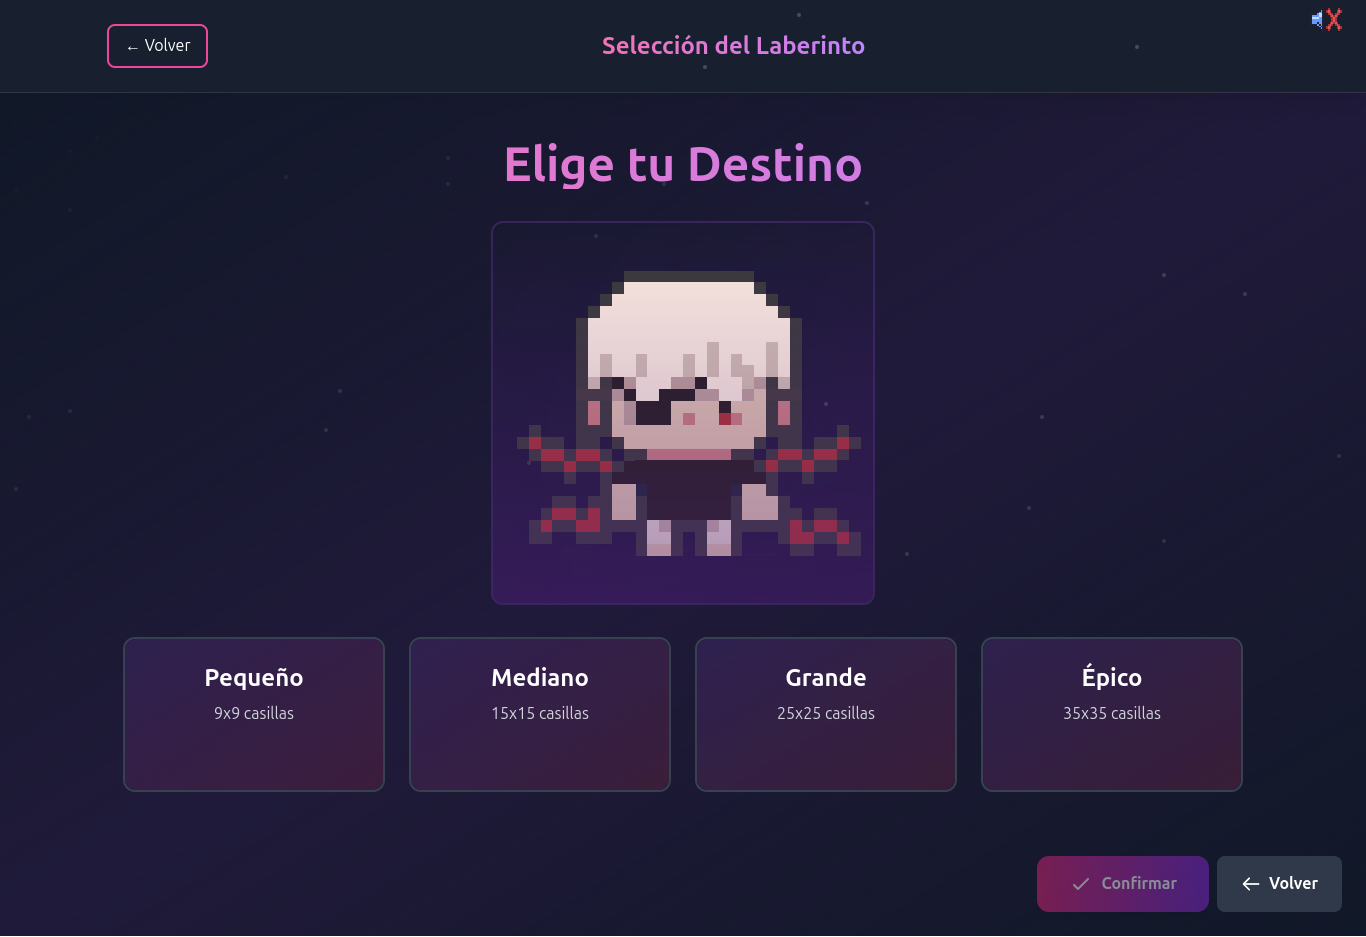 ← Volver
Selección del Laberinto
Elige tu Destino
Pequeño
9x9 casillas
Mediano
15x15 casillas
Grande
25x25 casillas
Épico
35x35 casillas
Confirmar
Volver